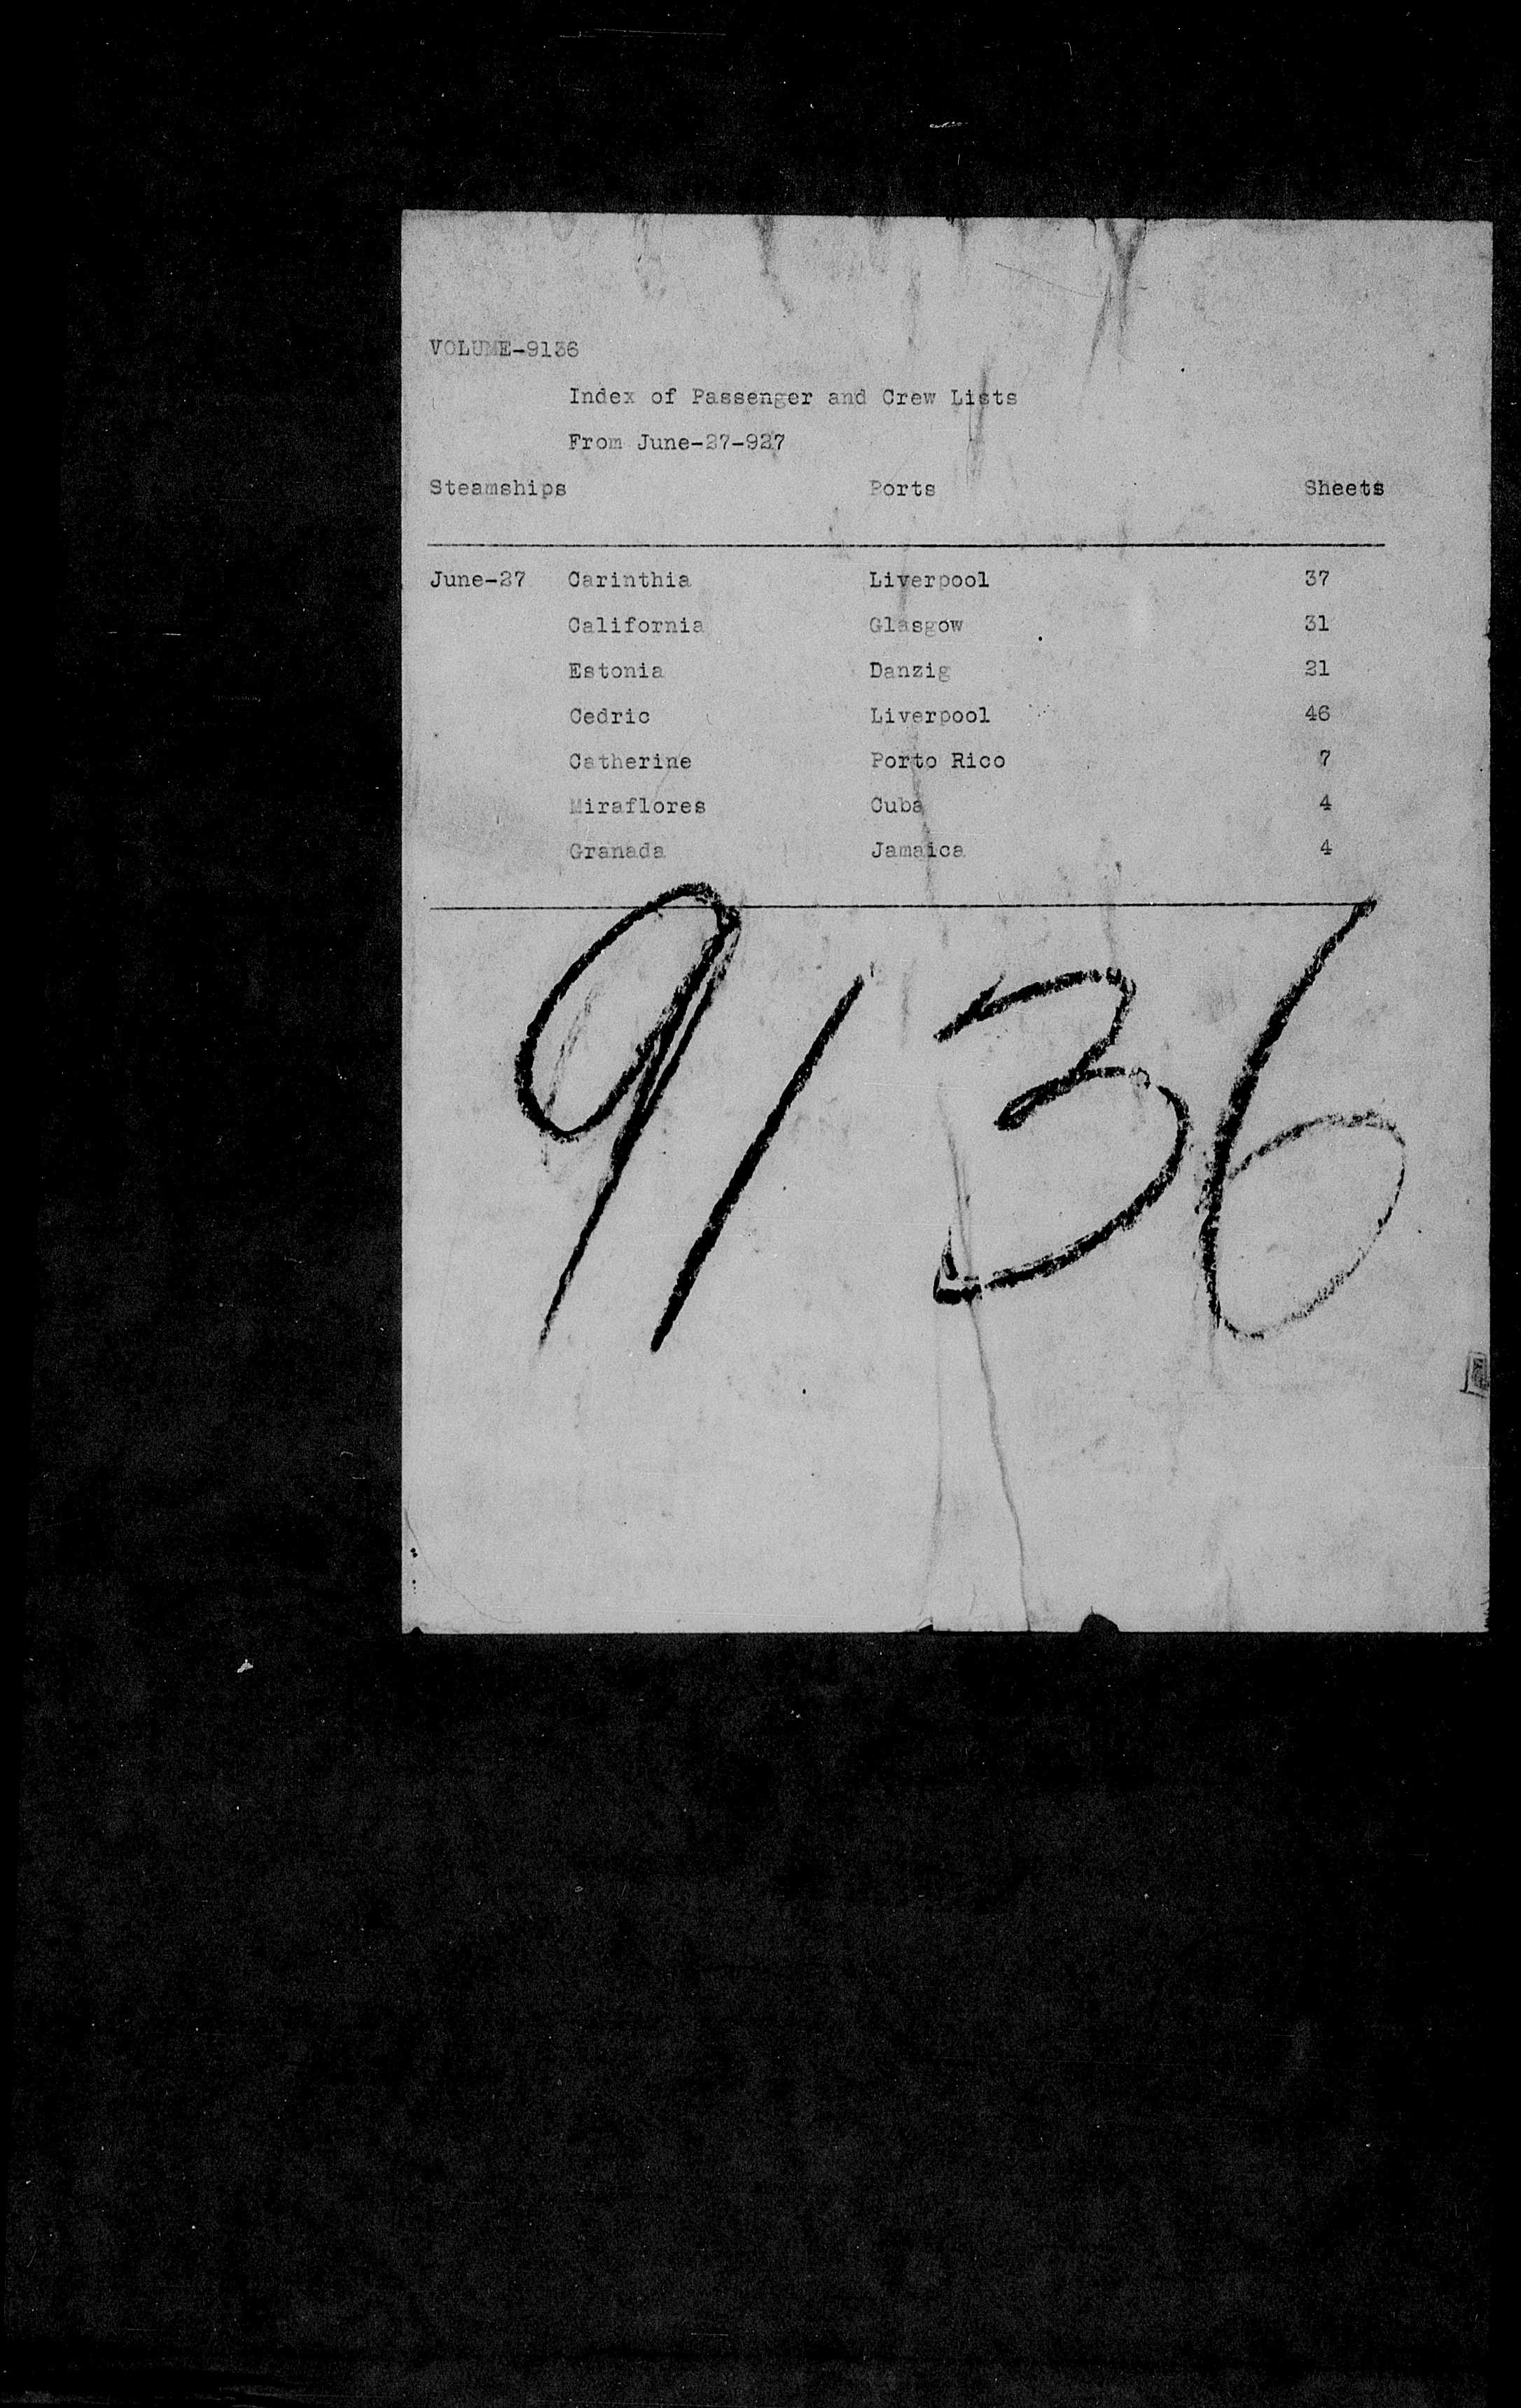 VOLUME-9136
Index of Passenger and Crew Lists
From June-27-927
Steamships Ports Sheets
June-27 Carinthia Liverpool 37
California Glasgow 31
Estonia Danzig 21
Cedric Liverpool 46
Catherine Porto Rico 7
Miraflores Cuba 4
Granada Jamaica 4
9136